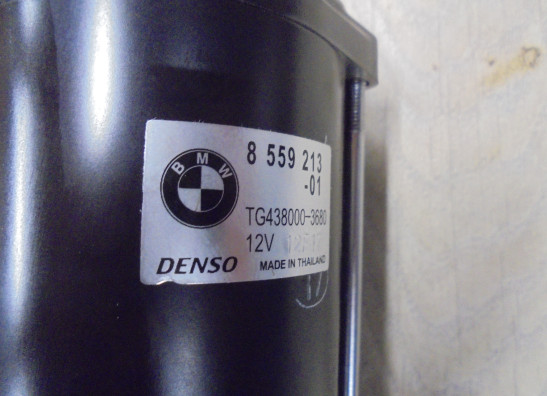 BMW
8 559 213
-01
TG438000-3680
12V
DENSO
MADE IN THAILAND